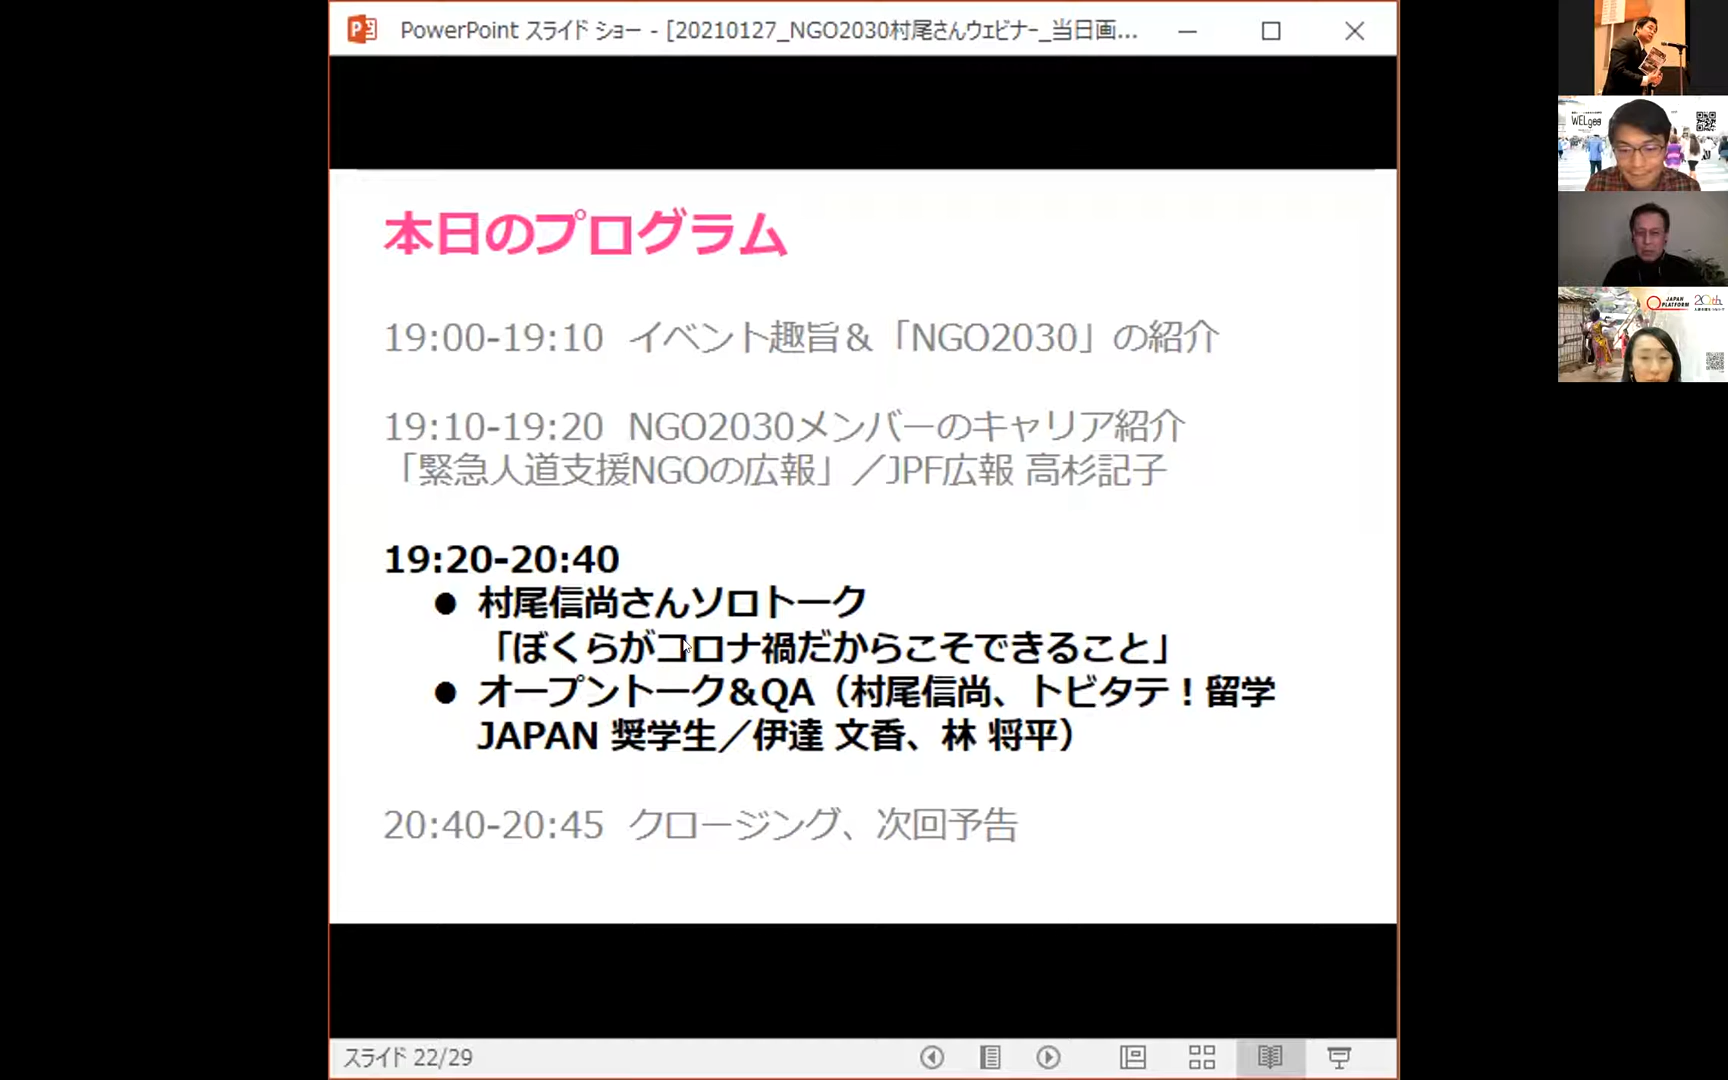 PowerPoint スライド ショー - [20210127_NGO2030村尾さんウェビナー_当日画...
本日のプログラム
19:00-19:10 イベント趣旨＆「NGO2030」の紹介
19:10-19:20 NGO2030メンバーのキャリア紹介
「緊急人道支援NGOの広報」／JPF広報 高杉記子
19:20-20:40
● 村尾信尚さんソロトーク
「ぼくらがコロナ禍だからこそできること」
● オープントーク&QA（村尾信尚、トビタテ！留学
JAPAN 奨学生／伊達 文香、林 将平）
20:40-20:45 クロージング、次回予告
スライド 22/29
WELgee
JAPAN
PLATFORM
20th